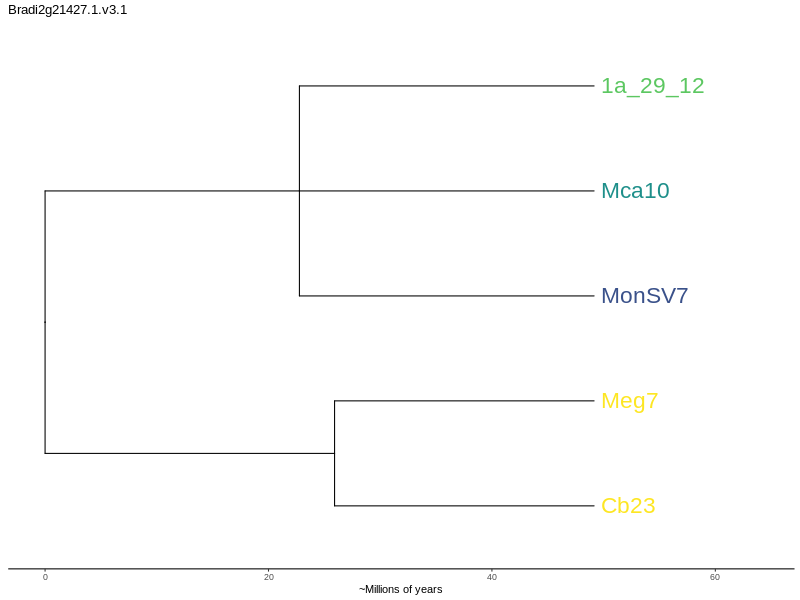 Bradi2g21427.1.v3.1
1a_29_12
Mca10
MonSV7
Meg7
Cb23
0 20 40 60
~Millions of years